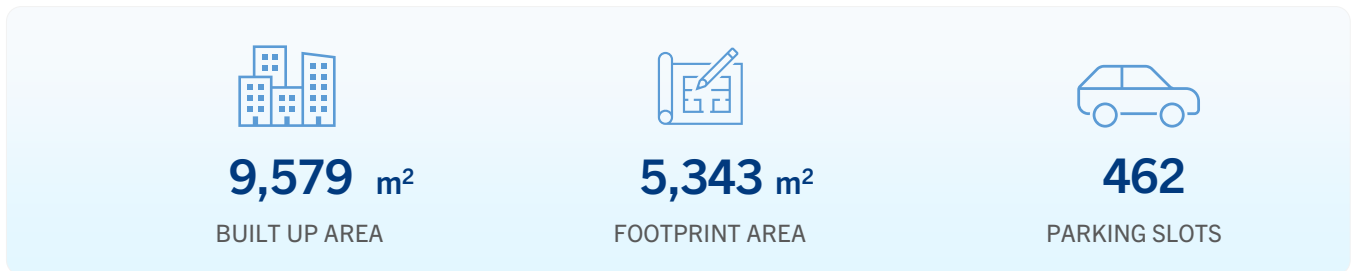 9,579 m²
BUILT UP AREA
5,343 m²
FOOTPRINT AREA
462
PARKING SLOTS